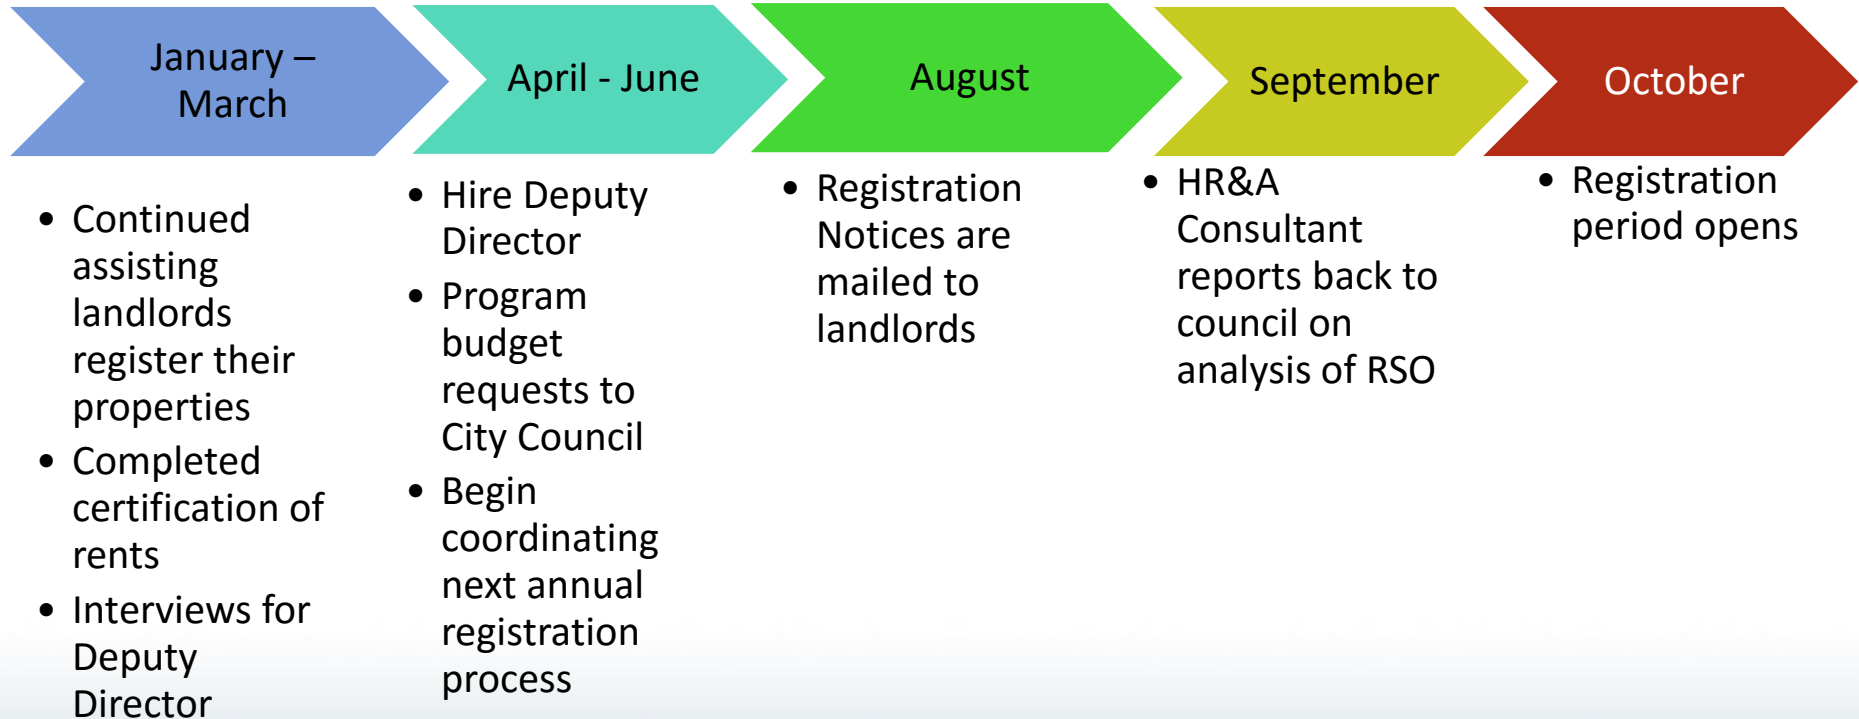 January –
March
April - June
August
September
October
• Continued
assisting
landlords
register their
properties
• Completed
certification of
rents
• Interviews for
Deputy
Director
• Hire Deputy
Director
• Program
budget
requests to
City Council
• Begin
coordinating
next annual
registration
process
• Registration
Notices are
mailed to
landlords
• HR&A
Consultant
reports back to
council on
analysis of RSO
• Registration
period opens